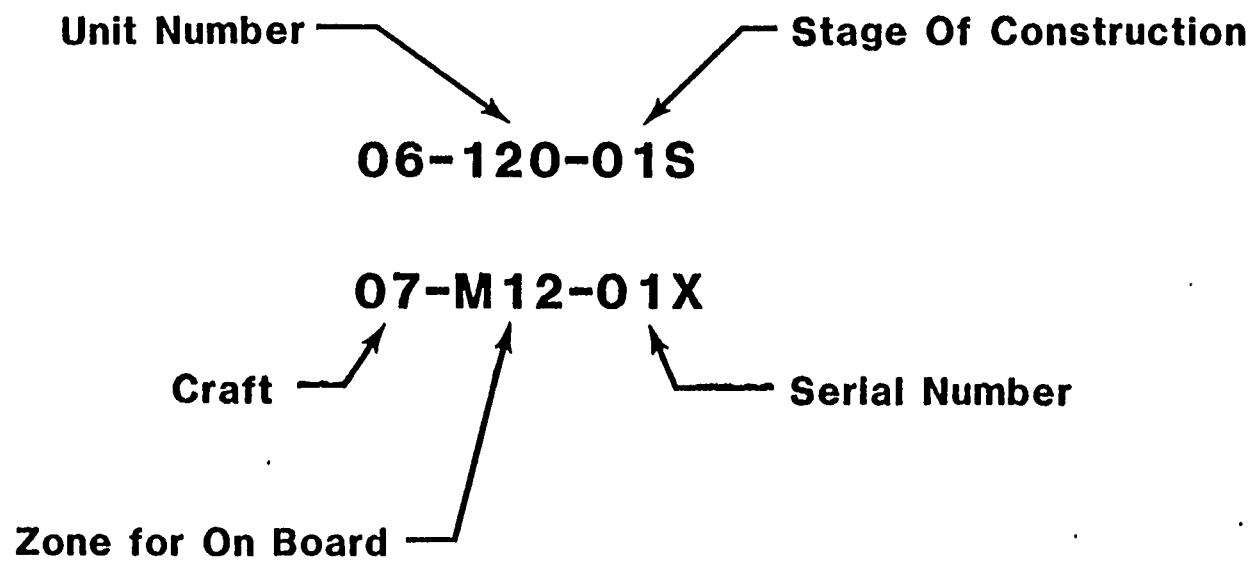 Unit Number
Stage Of Construction
06-120-01S
07-M12-01X
Craft
Serial Number
Zone for On Board